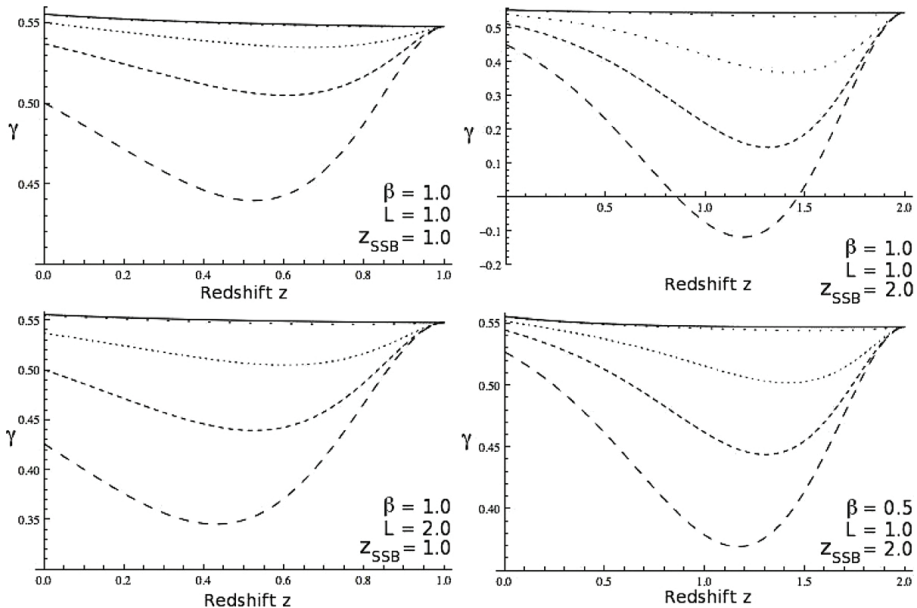 0.55
0.50
0.45
γ
0.0 0.2 0.4 0.6 0.8 1.0
Redshift z
β = 1.0
L = 1.0
zSSB = 1.0
0.5
0.4
0.3
0.2
0.1
−0.1
−0.2
γ
0.5 1.0 1.5 2.0
Redshift z
β = 1.0
L = 1.0
zSSB = 2.0
0.55
0.50
0.45
0.40
0.35
γ
0.0 0.2 0.4 0.6 0.8 1.0
Redshift z
β = 1.0
L = 2.0
zSSB = 1.0
0.55
0.50
0.45
0.40
γ
0.0 0.5 1.0 1.5 2.0
Redshift z
β = 0.5
L = 1.0
zSSB = 2.0